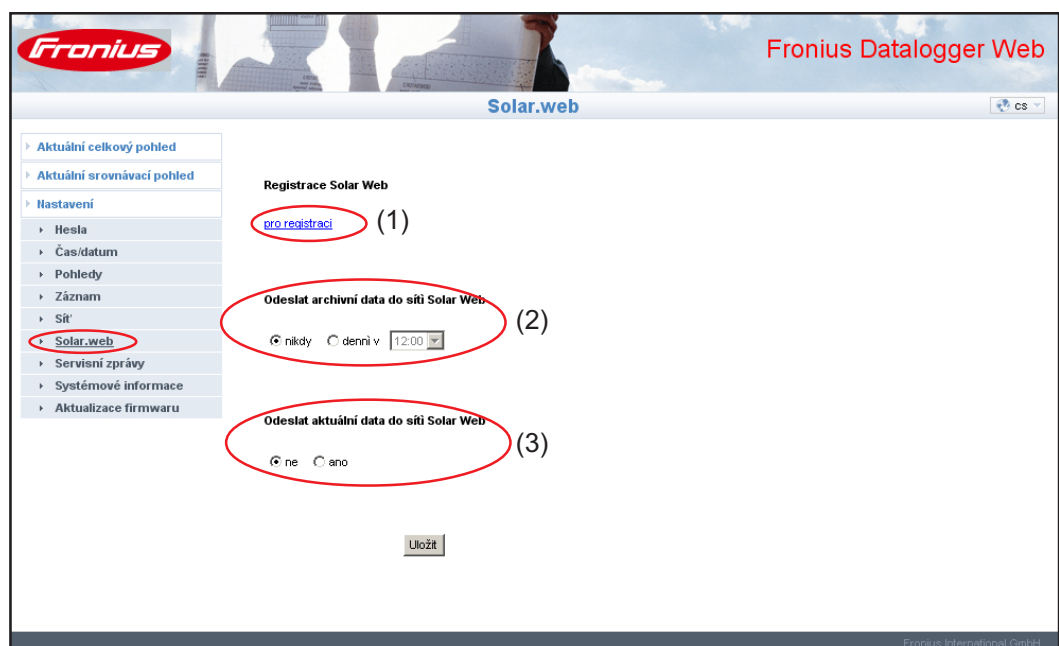 Fronius
Fronius Datalogger Web
Solar.web
cs
Aktuální celkový pohled
Aktuální srovnávací pohled
Nastavení
Hesla
Čas/datum
Pohledy
Záznam
Síť
Solar.web
Servisní zprávy
Systémové informace
Aktualizace firmwaru
Registrace Solar Web
pro registraci (1)
Odeslat archivní data do sítì Solar Web
(2)
nikdy dennì v 12:00
Odeslat aktuální data do sítì Solar Web
(3)
ne ano
Uložit
Fronius International GmbH